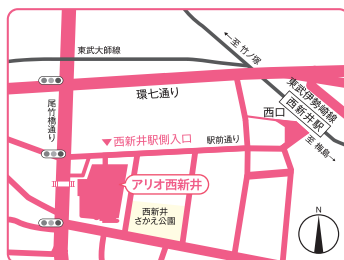 ←至 竹ノ塚
東武大師線
環七通り
東武伊勢崎線
西新井駅
西口
尾竹橋通り
▼西新井駅側入口
駅前通り
至 梅島→
アリオ西新井
西新井
さかえ公園
N